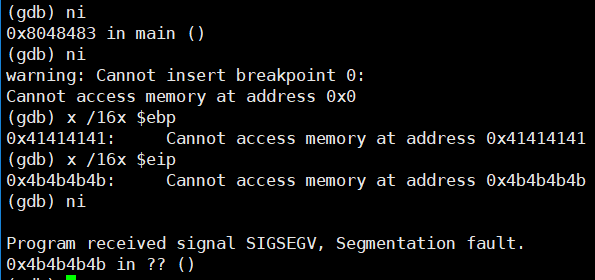 (gdb) ni
0x8048483 in main ()
(gdb) ni
warning: Cannot insert breakpoint 0:
Cannot access memory at address 0x0
(gdb) x /16x $ebp
0x41414141:     Cannot access memory at address 0x41414141
(gdb) x /16x $eip
0x4b4b4b4b:     Cannot access memory at address 0x4b4b4b4b
(gdb) ni

Program received signal SIGSEGV, Segmentation fault.
0x4b4b4b4b in ?? ()